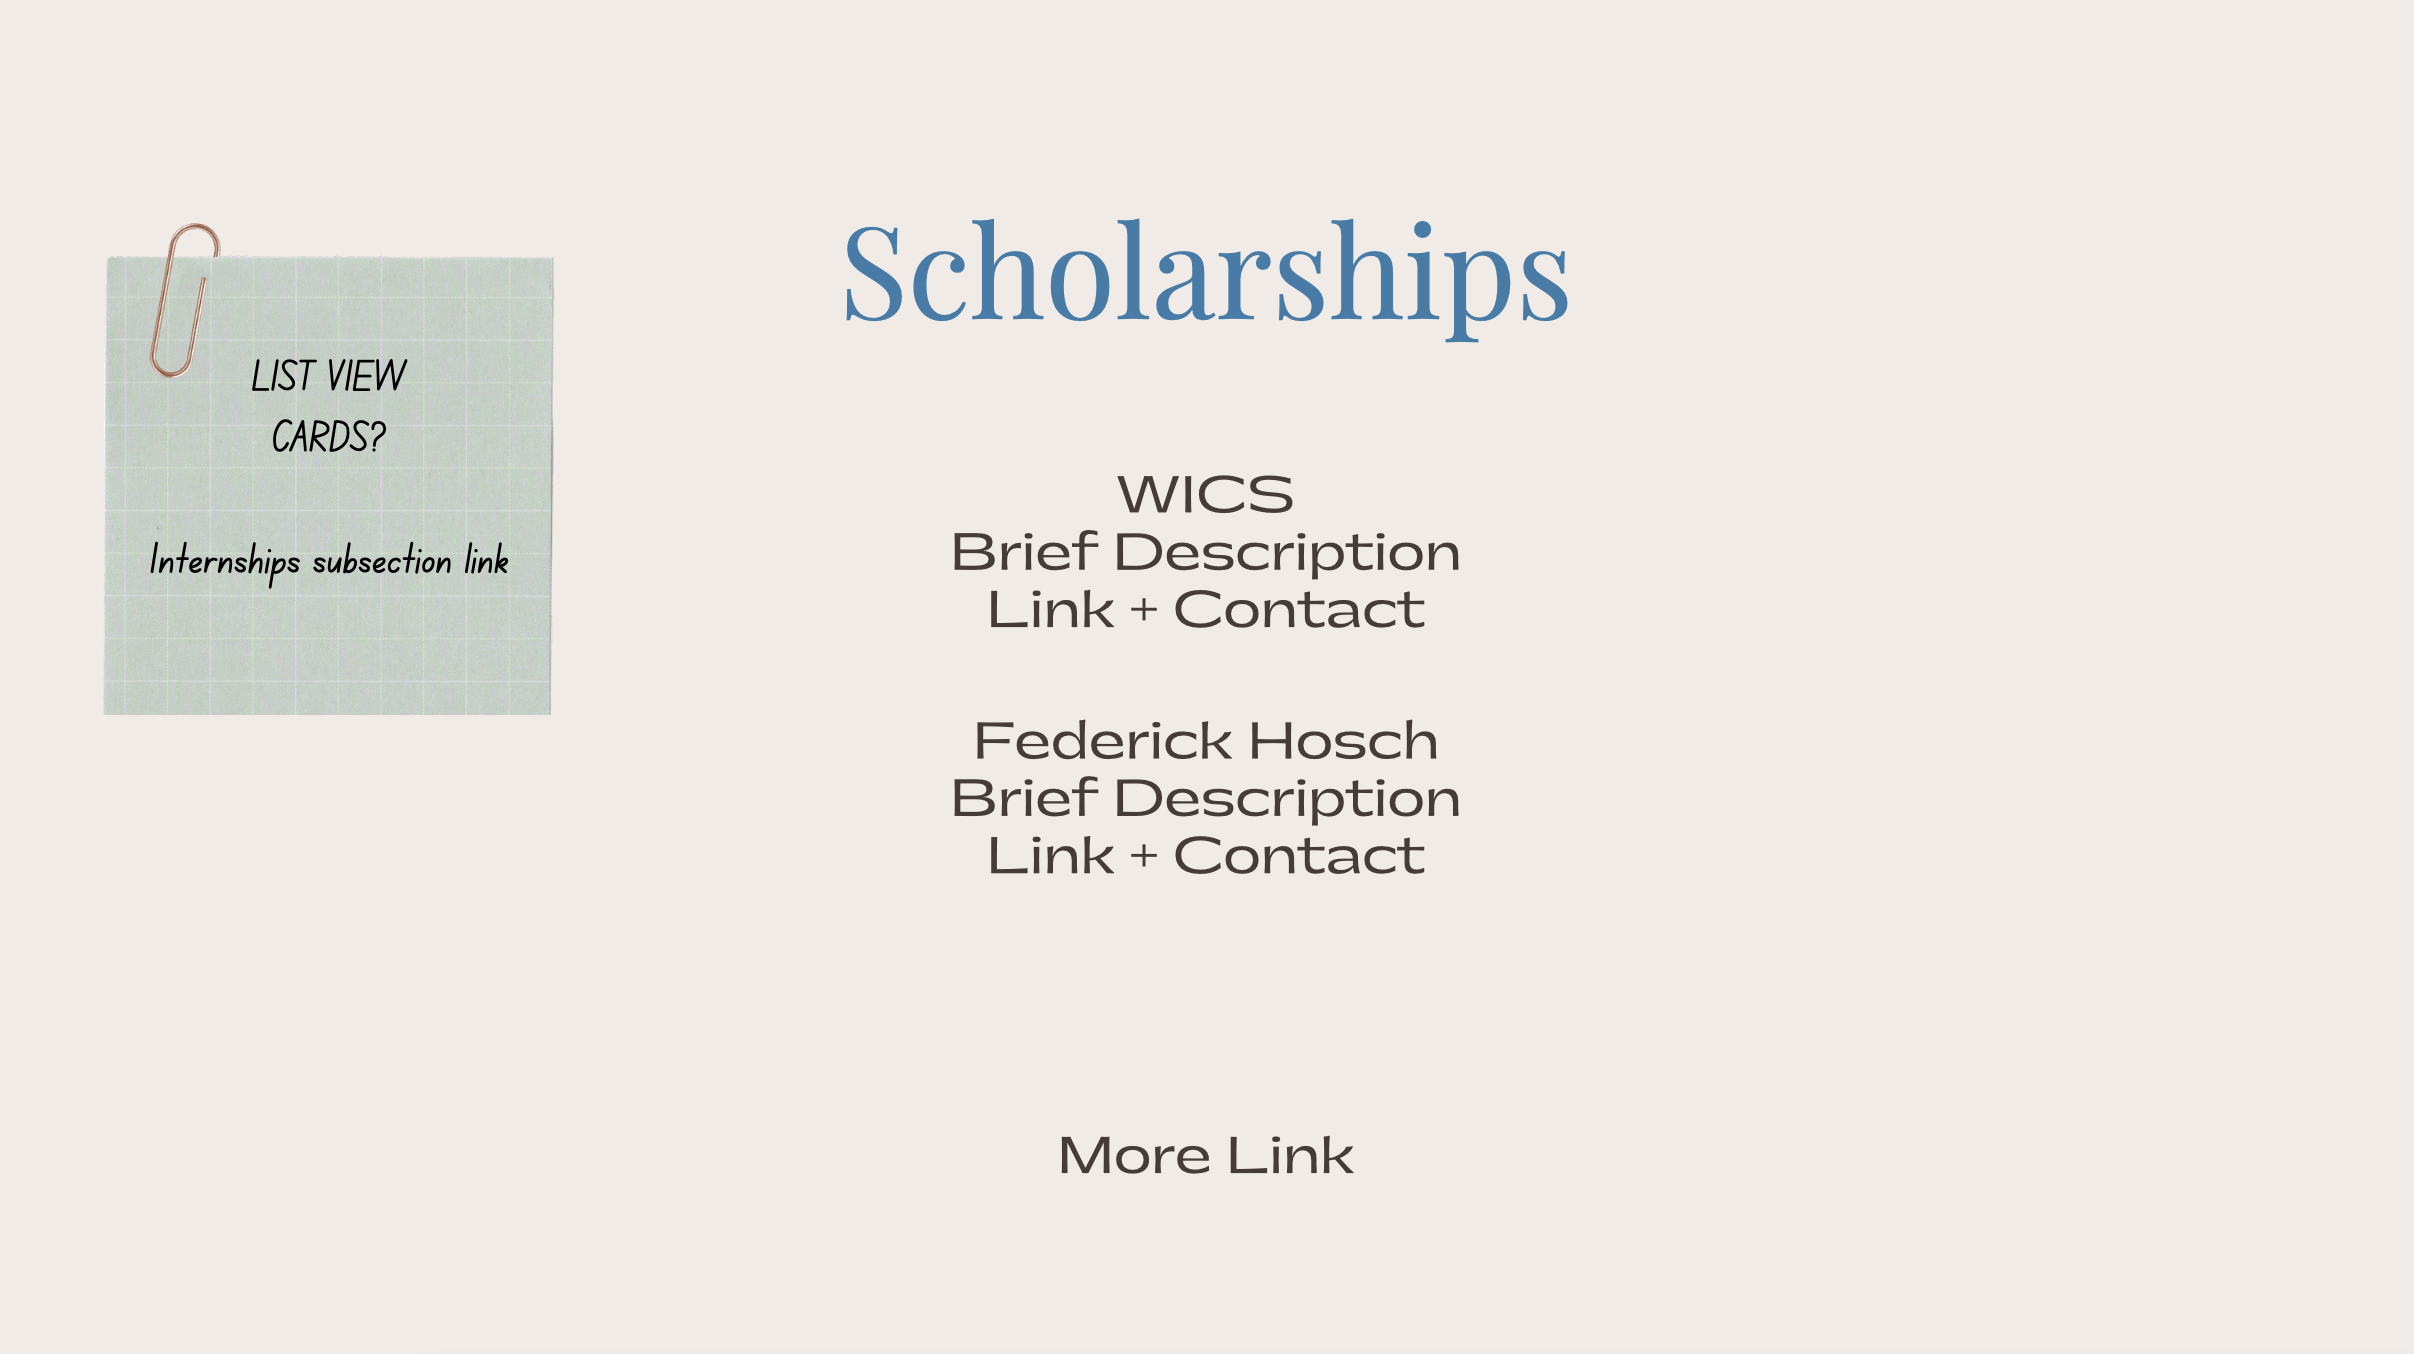 Scholarships
LIST VIEW
CARDS?
Internships subsection link
WICS
Brief Description
Link + Contact
Federick Hosch
Brief Description
Link + Contact
More Link